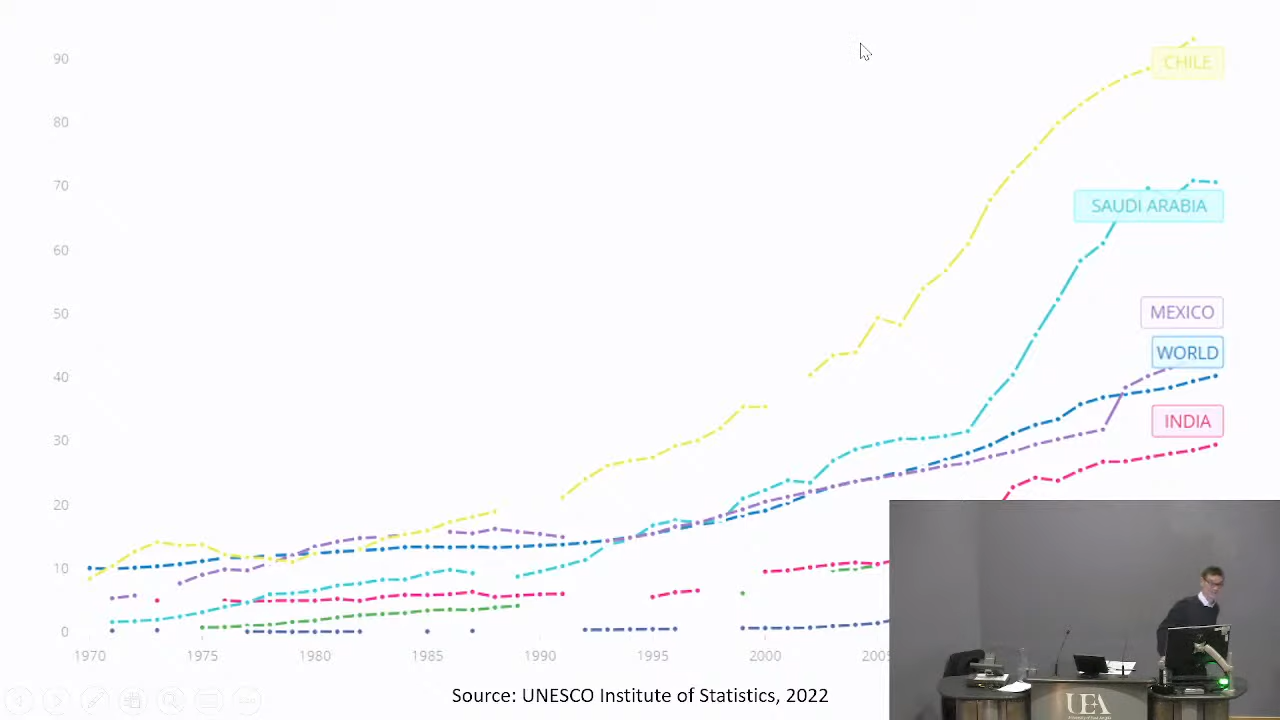 90
CHILE
80
70
SAUDI ARABIA
60
50
MEXICO
WORLD
40
INDIA
30
20
10
0
1970 1975 1980 1985 1990 1995 2000 2005
Source: UNESCO Institute of Statistics, 2022
UEA